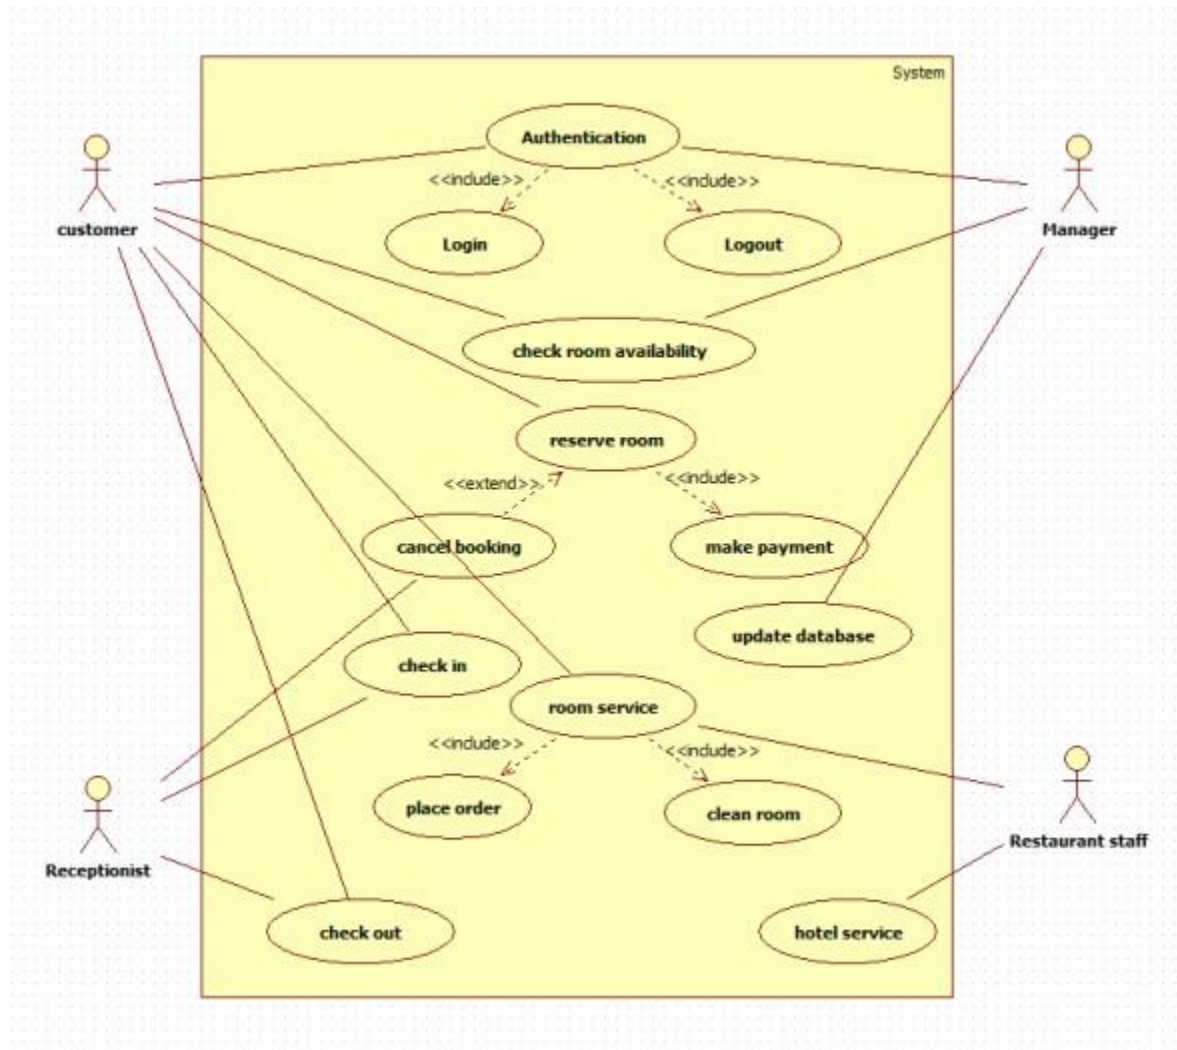 System
Authentication
<<include>>
<<include>>
customer
Login
Logout
Manager
check room availability
reserve room
<<extend>>
<<include>>
cancel booking
make payment
update database
check in
room service
<<include>>
<<include>>
place order
clean room
Restaurant staff
Receptionist
check out
hotel service